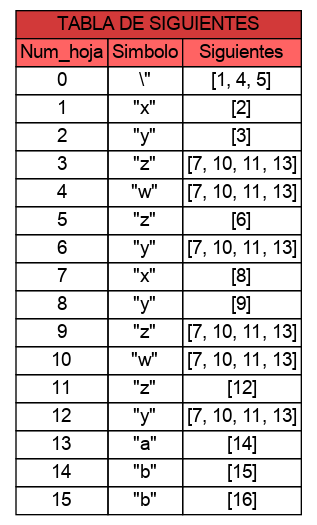 TABLA DE SIGUIENTES
Num_hoja Simbolo Siguientes
0 \" [1, 4, 5]
1 "x" [2]
2 "y" [3]
3 "z" [7, 10, 11, 13]
4 "w" [7, 10, 11, 13]
5 "z" [6]
6 "y" [7, 10, 11, 13]
7 "x" [8]
8 "y" [9]
9 "z" [7, 10, 11, 13]
10 "w" [7, 10, 11, 13]
11 "z" [12]
12 "y" [7, 10, 11, 13]
13 "a" [14]
14 "b" [15]
15 "b" [16]